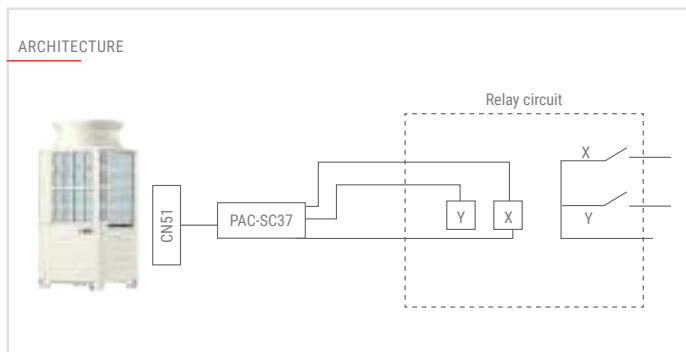 ARCHITECTURE
Relay circuit
CN51
PAC-SC37
Y
X
X
Y